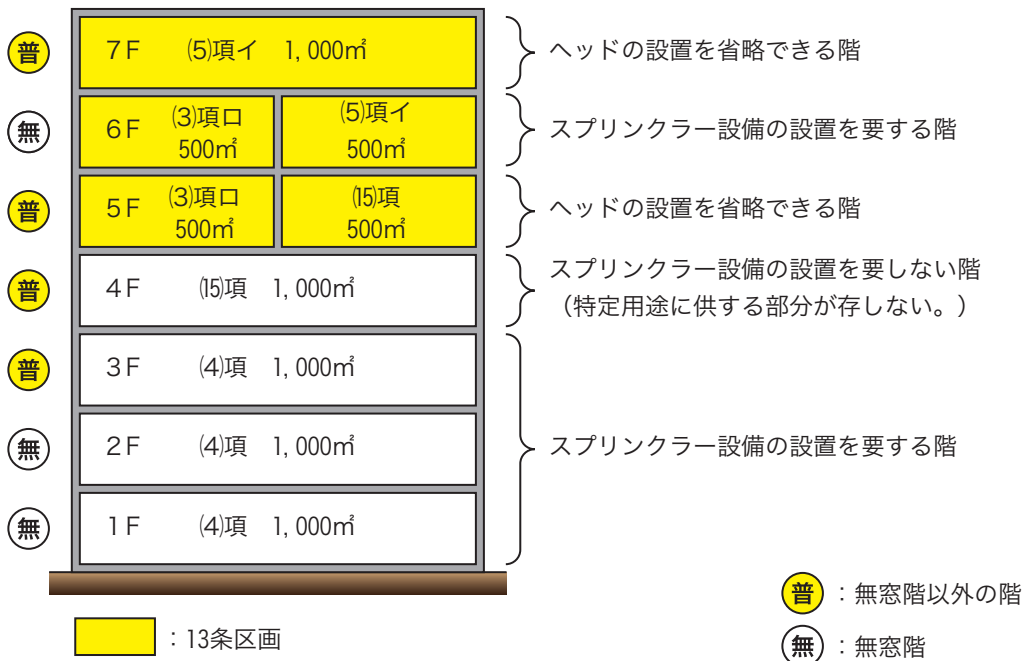 普 7F (5)項イ 1,000㎡ ヘッドの設置を省略できる階
無 6F (3)項ロ 500㎡ (5)項イ 500㎡ スプリンクラー設備の設置を要する階
普 5F (3)項ロ 500㎡ (15)項 500㎡ ヘッドの設置を省略できる階
普 4F (15)項 1,000㎡ スプリンクラー設備の設置を要しない階
（特定用途に供する部分が存しない。）
普 3F (4)項 1,000㎡
無 2F (4)項 1,000㎡ スプリンクラー設備の設置を要する階
無 1F (4)項 1,000㎡
：13条区画
普：無窓階以外の階
無：無窓階